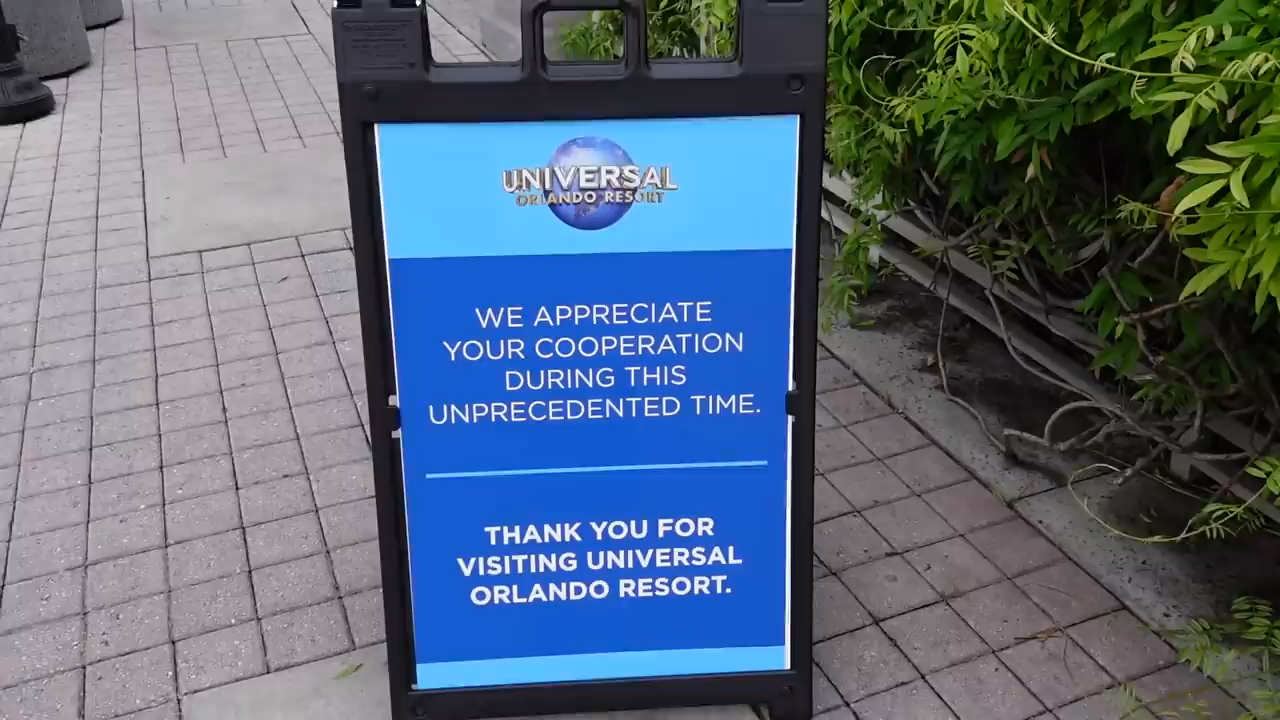 UNIVERSAL
ORLANDO RESORT
WE APPRECIATE
YOUR COOPERATION
DURING THIS
UNPRECEDENTED TIME.
THANK YOU FOR
VISITING UNIVERSAL
ORLANDO RESORT.